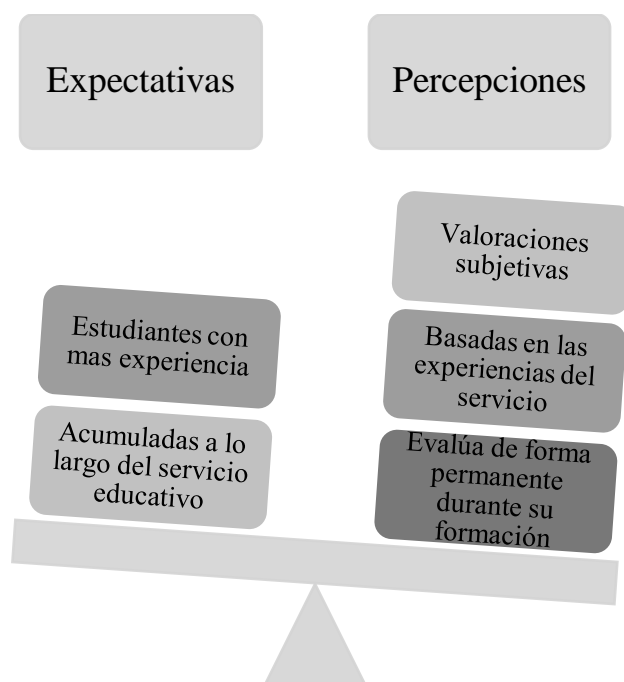 Expectativas
Percepciones
Estudiantes con
mas experiencia
Acumuladas a lo
largo del servicio
educativo
Valoraciones
subjetivas
Basadas en las
experiencias del
servicio
Evalúa de forma
permanente
durante su
formación